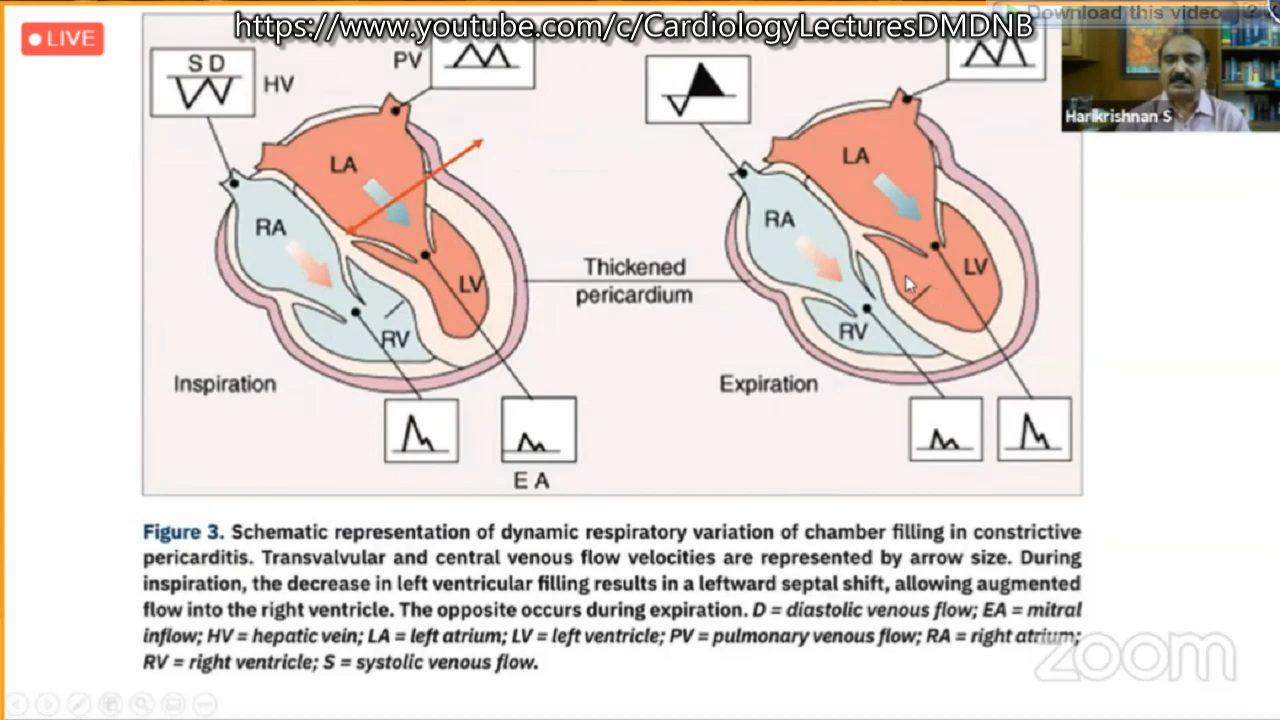 https://www.youtube.com/c/CardiologyLecturesDMDNB
Download this video
LIVE
Harikrishnan S
S D
HV
PV
LA
RA
LV
RV
Inspiration
E A
Thickened
pericardium
LA
RA
LV
RV
Expiration
Figure 3. Schematic representation of dynamic respiratory variation of chamber filling in constrictive
pericarditis. Transvalvular and central venous flow velocities are represented by arrow size. During
inspiration, the decrease in left ventricular filling results in a leftward septal shift, allowing augmented
flow into the right ventricle. The opposite occurs during expiration. D = diastolic venous flow; EA = mitral
inflow; HV = hepatic vein; LA = left atrium; LV = left ventricle; PV = pulmonary venous flow; RA = right atrium;
RV = right ventricle; S = systolic venous flow.
zoom